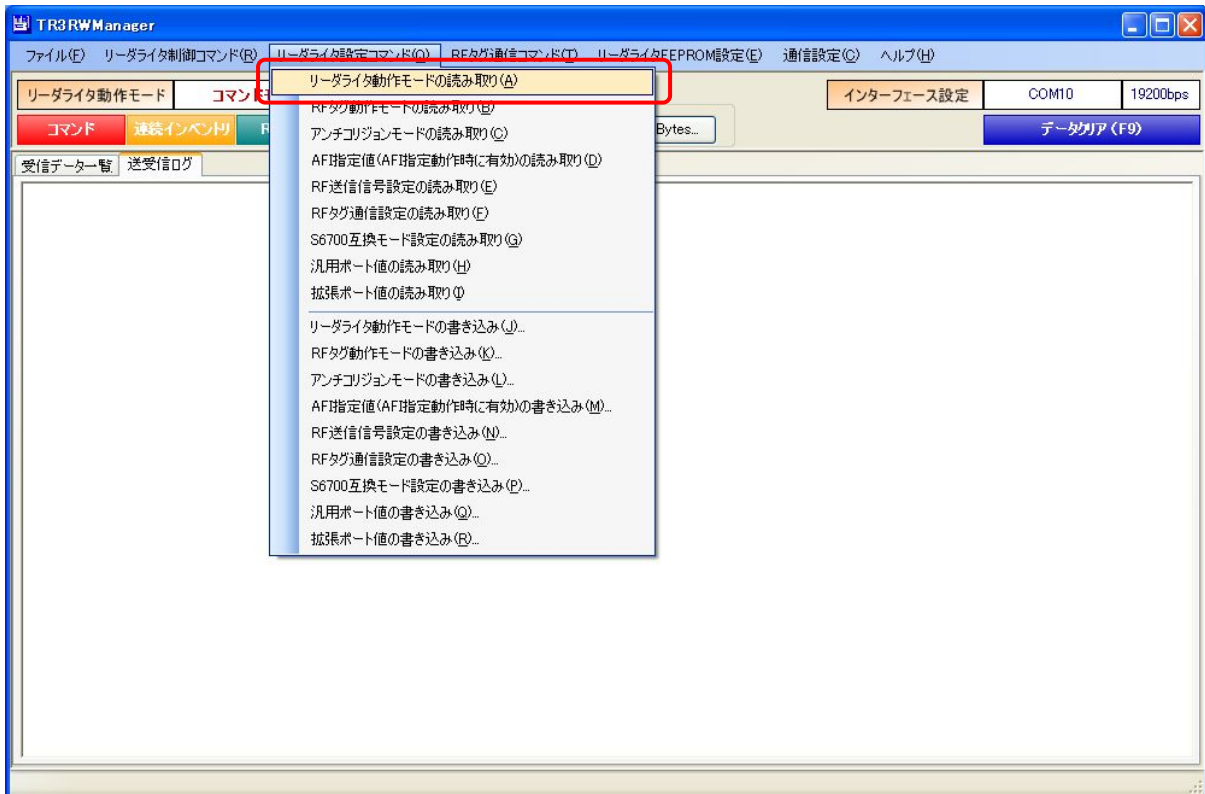 TR3RWManager
ファイル(F) リーダライタ制御コマンド(R) リーダライタ設定コマンド(O) RFタグ通信コマンド(T) リーダライタEEPROM設定(E) 通信設定(C) ヘルプ(H)
リーダライタ動作モード コマンド インターフェース設定 COM10 19200bps
コマンド 連続インベントリ R Bytes... データクリア (F9)
受信データ一覧 送受信ログ
リーダライタ動作モードの読み取り(A)
RFタグ動作モードの読み取り(B)
アンチコリジョンモードの読み取り(C)
AFI指定値(AFI指定動作時に有効)の読み取り(D)
RF送信信号設定の読み取り(E)
RFタグ通信設定の読み取り(F)
S6700互換モード設定の読み取り(G)
汎用ポート値の読み取り(H)
拡張ポート値の読み取り(I)
リーダライタ動作モードの書き込み(J)...
RFタグ動作モードの書き込み(K)...
アンチコリジョンモードの書き込み(L)...
AFI指定値(AFI指定動作時に有効)の書き込み(M)...
RF送信信号設定の書き込み(N)...
RFタグ通信設定の書き込み(O)...
S6700互換モード設定の書き込み(P)...
汎用ポート値の書き込み(Q)...
拡張ポート値の書き込み(R)...